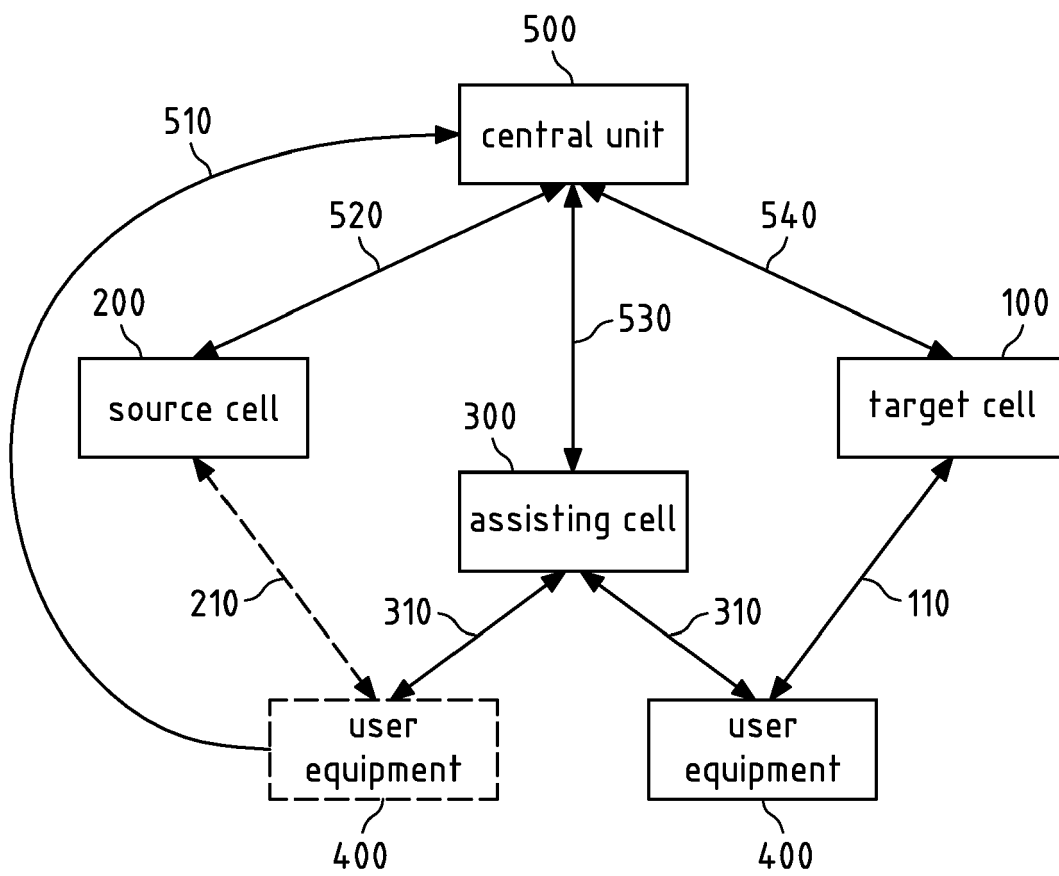 500
central unit
510
520
540
200
100
530
source cell
target cell
300
assisting cell
210
310
310
110
user
equipment
user
equipment
400
400